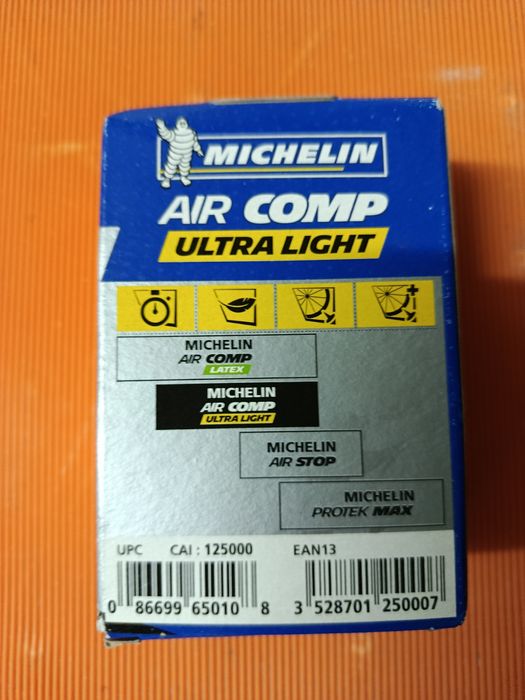 MICHELIN
AIR COMP
ULTRA LIGHT
MICHELIN
AIR COMP
LATEX
MICHELIN
AIR COMP
ULTRA LIGHT
MICHELIN
AIR STOP
MICHELIN
PROTEK MAX
UPC CAI : 125000 EAN13
0 86699 65010 8 3 528701 250007